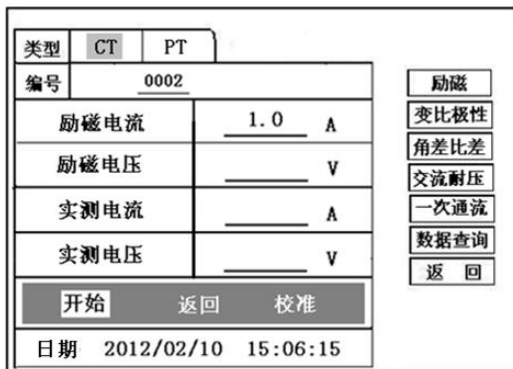 类型 CT PT
编号 0002
励磁电流 1.0 A
励磁电压 V
实测电流 A
实测电压 V
开始 返回 校准
日期 2012/02/10 15:06:15
励磁
变比极性
角差比差
交流耐压
一次通流
数据查询
返 回